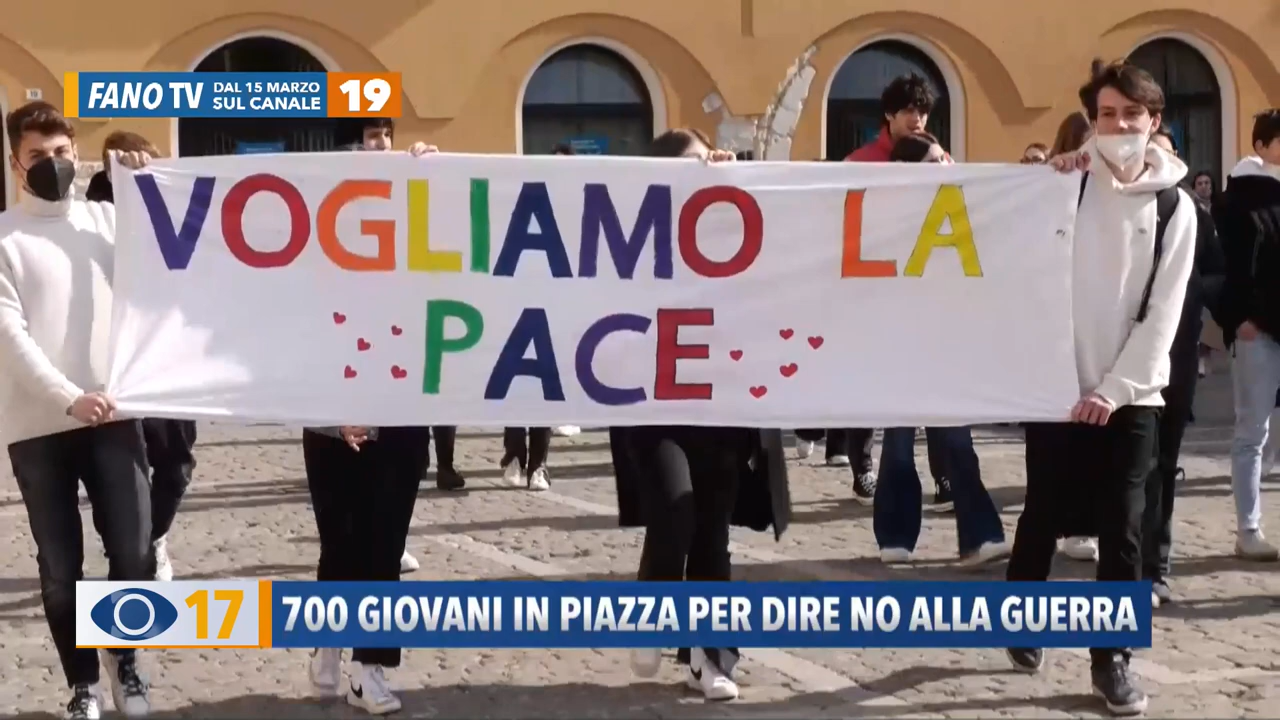 FANO TV
DAL 15 MARZO
SUL CANALE
19
VOGLIAMO LA
PACE
17
700 GIOVANI IN PIAZZA PER DIRE NO ALLA GUERRA